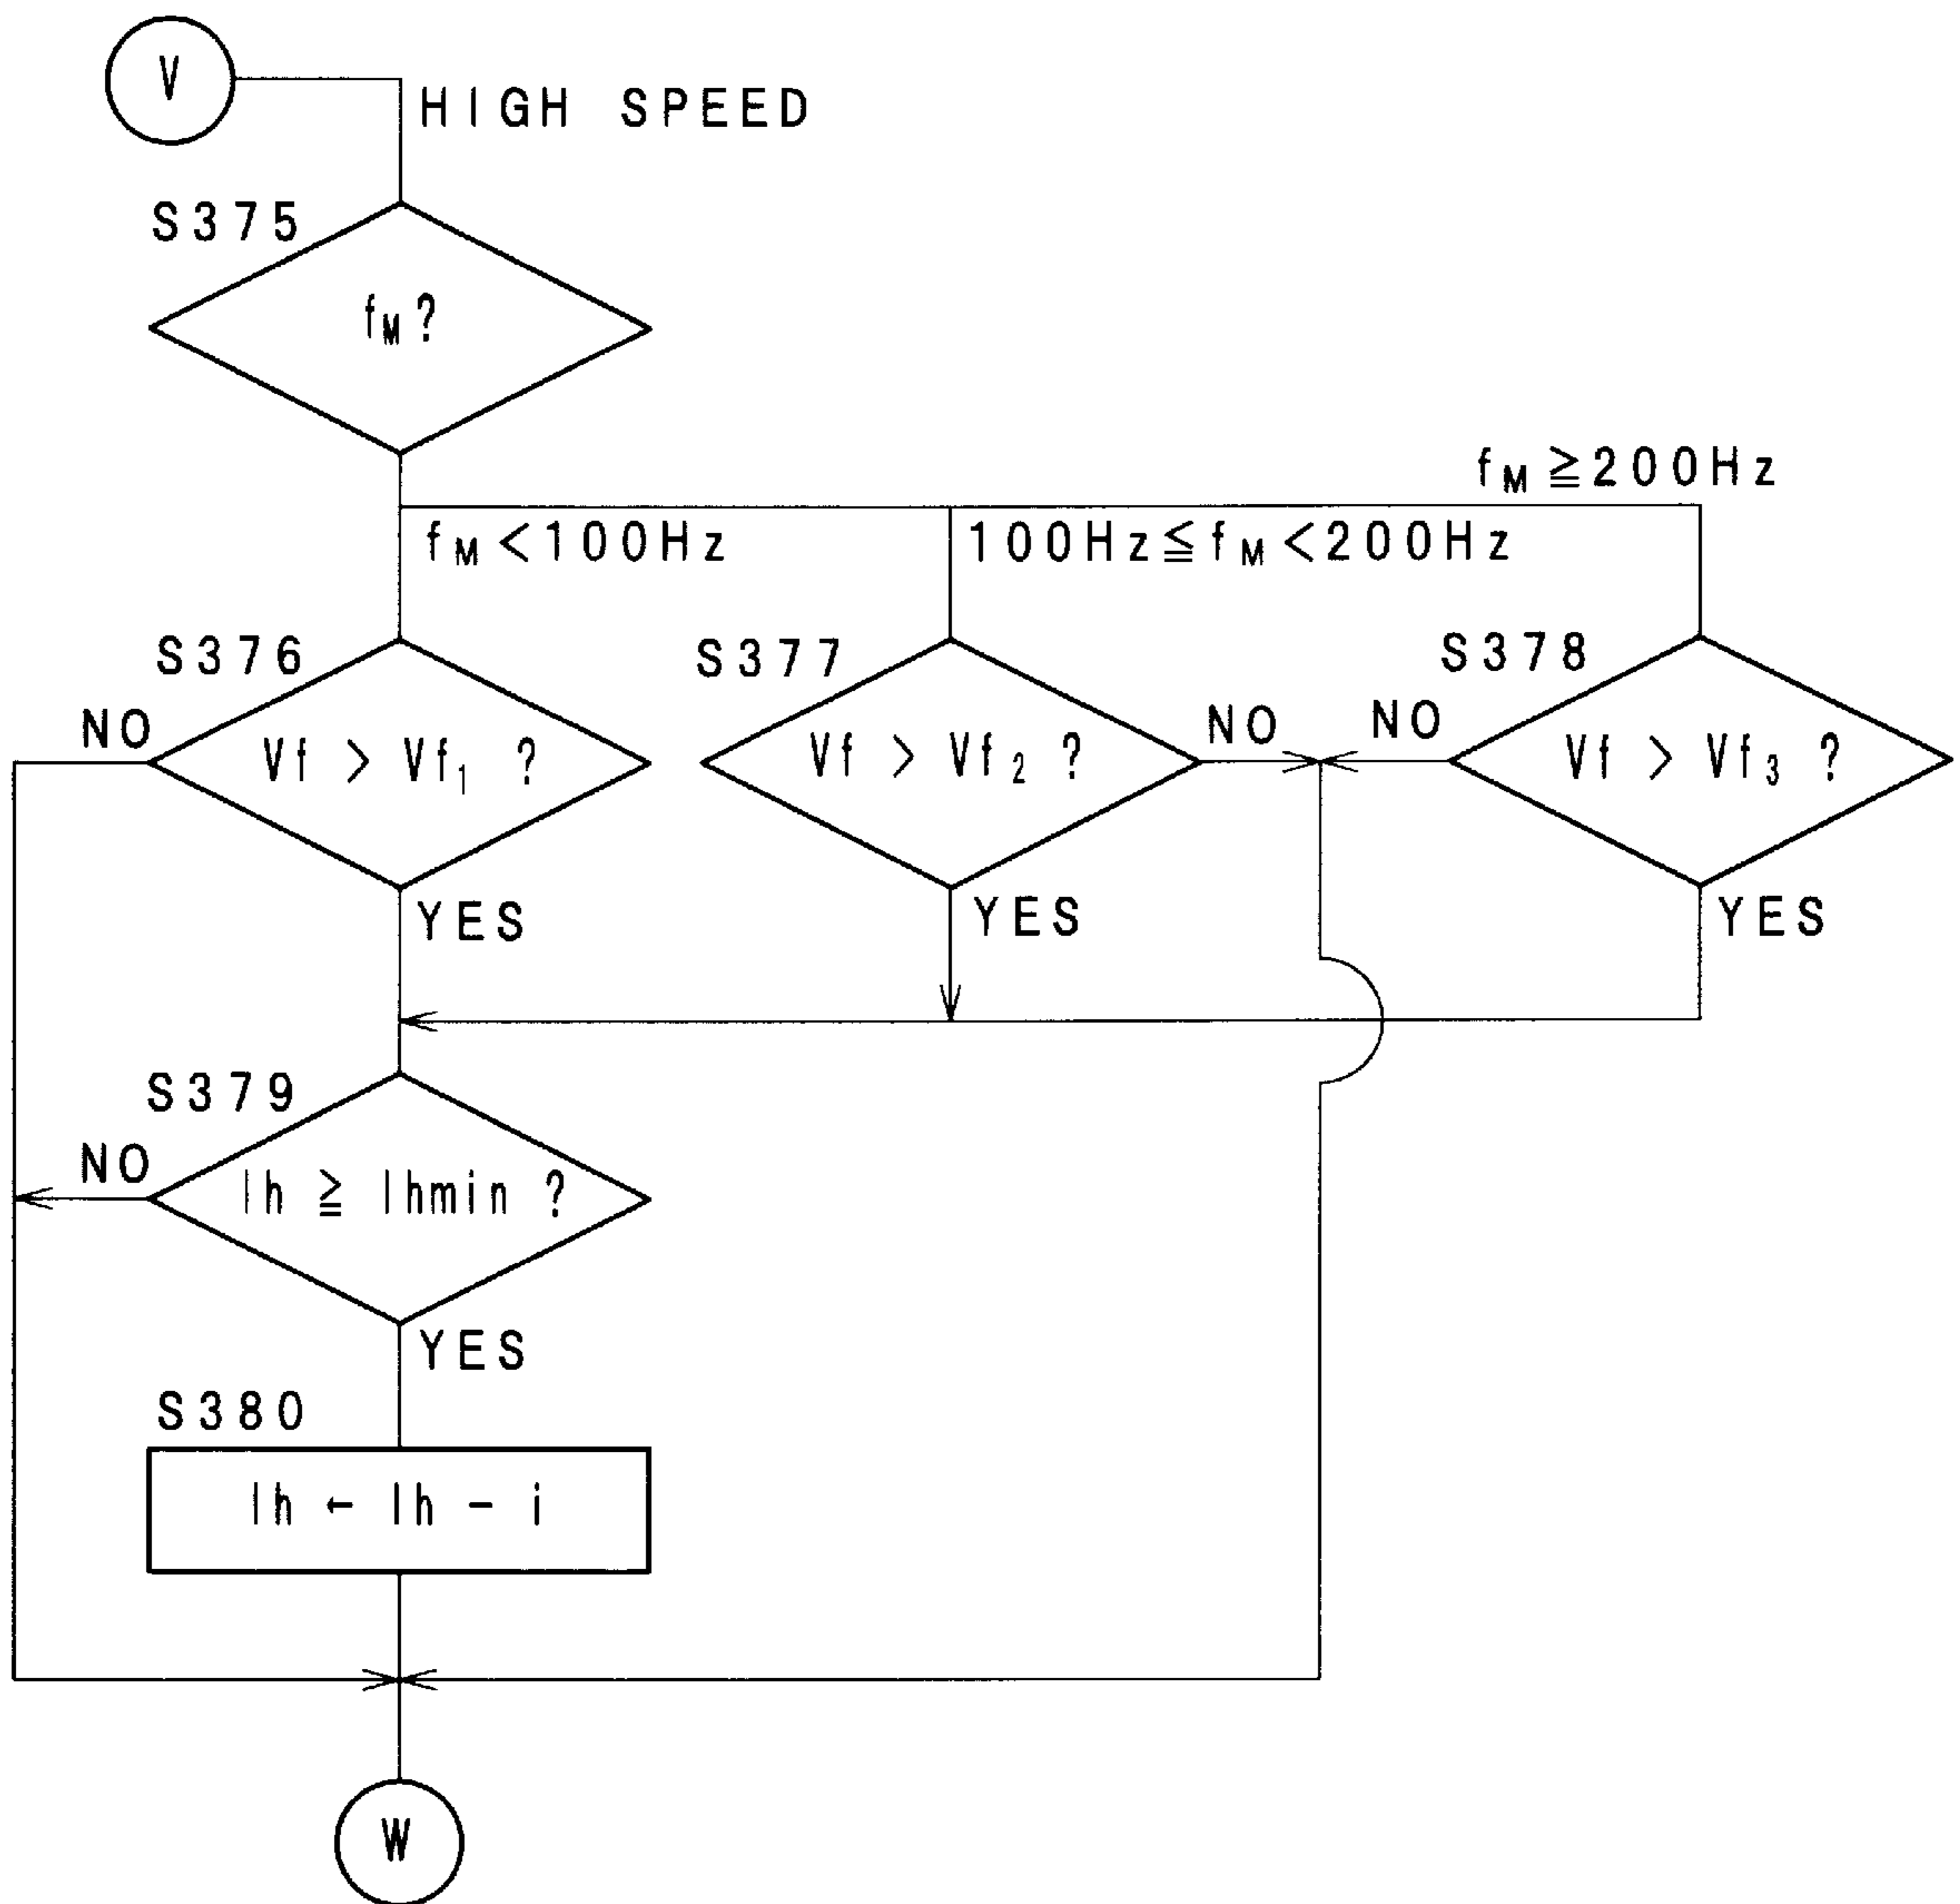 V
HIGH SPEED
S375
fM?
fM≧200Hz
fM<100Hz
100Hz≦fM<200Hz
S376
S377
S378
NO
Vf > Vf1 ?
Vf > Vf2 ?
NO
NO
Vf > Vf3 ?
YES
YES
YES
S379
NO
Ih ≧ Ihmin ?
YES
S380
Ih ← Ih - i
W